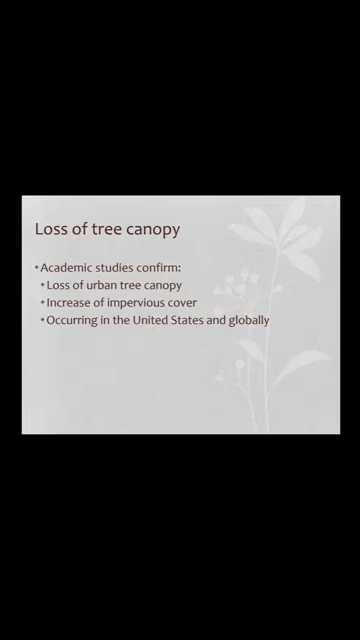 Loss of tree canopy
• Academic studies confirm:
• Loss of urban tree canopy
• Increase of impervious cover
• Occurring in the United States and globally